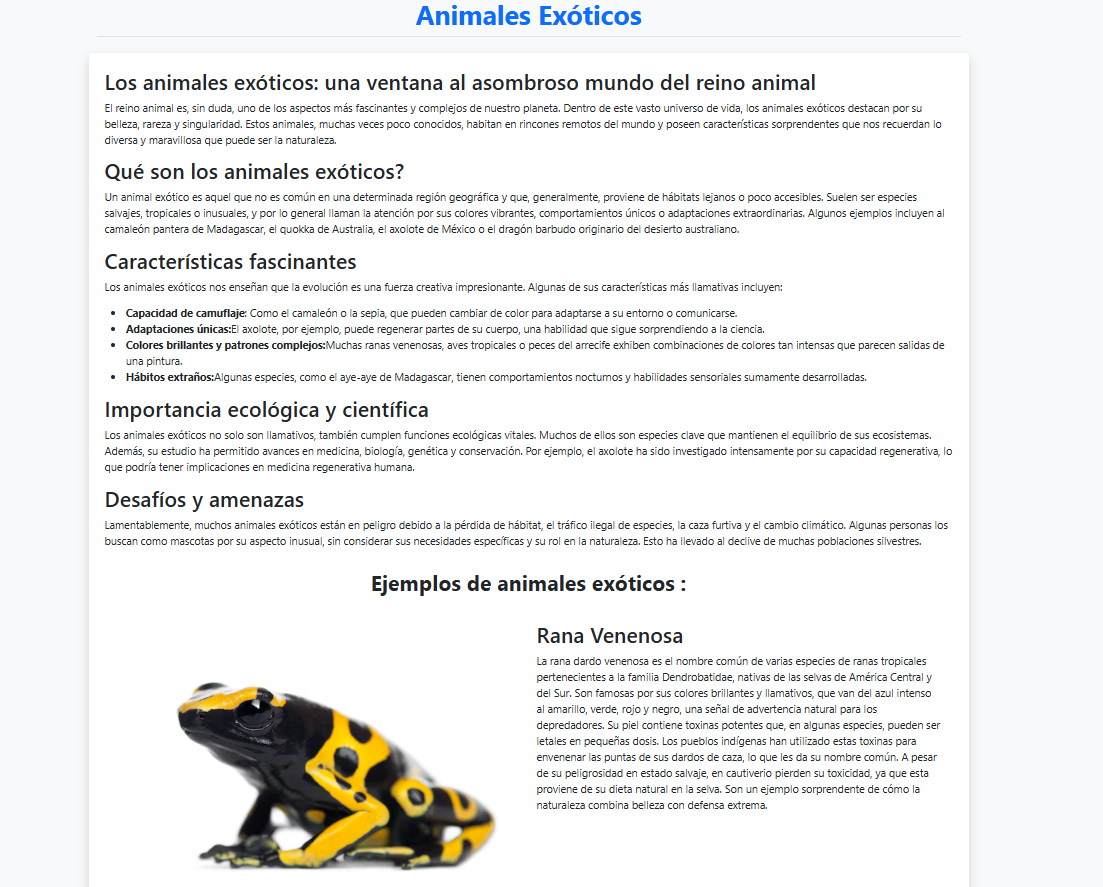 Animales Exóticos
Los animales exóticos: una ventana al asombroso mundo del reino animal
El reino animal es, sin duda, uno de los aspectos más fascinantes y complejos de nuestro planeta. Dentro de este vasto universo de vida, los animales exóticos destacan por su
belleza, rareza y singularidad. Estos animales, muchas veces poco conocidos, habitan en rincones remotos del mundo y poseen características sorprendentes que nos recuerdan lo
diversa y maravillosa que puede ser la naturaleza.
Qué son los animales exóticos?
Un animal exótico es aquel que no es común en una determinada región geográfica y que, generalmente, proviene de hábitats lejanos o poco accesibles. Suelen ser especies
salvajes, tropicales o inusuales, y por lo general llaman la atención por sus colores vibrantes, comportamientos únicos o adaptaciones extraordinarias. Algunos ejemplos incluyen al
camaleón pantera de Madagascar, el quokka de Australia, el axolote de México o el dragón barbudo originario del desierto australiano.
Características fascinantes
Los animales exóticos nos enseñan que la evolución es una fuerza creativa impresionante. Algunas de sus características más llamativas incluyen:
• Capacidad de camuflaje: Como el camaleón o la sepia, que pueden cambiar de color para adaptarse a su entorno o comunicarse.
• Adaptaciones únicas:El axolote, por ejemplo, puede regenerar partes de su cuerpo, una habilidad que sigue sorprendiendo a la ciencia.
• Colores brillantes y patrones complejos:Muchas ranas venenosas, aves tropicales o peces del arrecife exhiben combinaciones de colores tan intensas que parecen salidas de
una pintura.
• Hábitos extraños:Algunas especies, como el aye-aye de Madagascar, tienen comportamientos nocturnos y habilidades sensoriales sumamente desarrolladas.
Importancia ecológica y científica
Los animales exóticos no solo son llamativos, también cumplen funciones ecológicas vitales. Muchos de ellos son especies clave que mantienen el equilibrio de sus ecosistemas.
Además, su estudio ha permitido avances en medicina, biología, genética y conservación. Por ejemplo, el axolote ha sido investigado intensamente por su capacidad regenerativa, lo
que podría tener implicaciones en medicina regenerativa humana.
Desafíos y amenazas
Lamentablemente, muchos animales exóticos están en peligro debido a la pérdida de hábitat, el tráfico ilegal de especies, la caza furtiva y el cambio climático. Algunas personas los
buscan como mascotas por su aspecto inusual, sin considerar sus necesidades específicas y su rol en la naturaleza. Esto ha llevado al declive de muchas poblaciones silvestres.
Ejemplos de animales exóticos :
Rana Venenosa
La rana dardo venenosa es el nombre común de varias especies de ranas tropicales
pertenecientes a la familia Dendrobatidae, nativas de las selvas de América Central y
del Sur. Son famosas por sus colores brillantes y llamativos, que van del azul intenso
al amarillo, verde, rojo y negro, una señal de advertencia natural para los
depredadores. Su piel contiene toxinas potentes que, en algunas especies, pueden ser
letales en pequeñas dosis. Los pueblos indígenas han utilizado estas toxinas para
envenenar las puntas de sus dardos de caza, lo que les da su nombre común. A pesar
de su peligrosidad en estado salvaje, en cautiverio pierden su toxicidad, ya que esta
proviene de su dieta natural en la selva. Son un ejemplo sorprendente de cómo la
naturaleza combina belleza con defensa extrema.